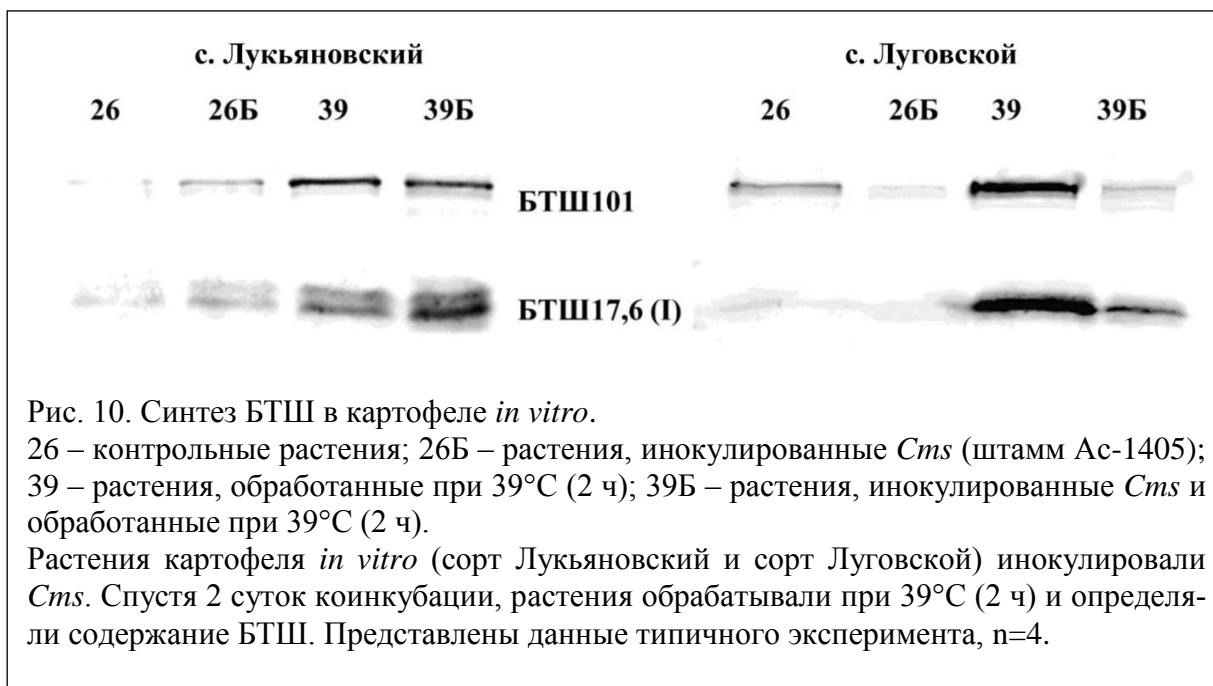 с. Лукьяновский с. Луговской
26 26Б 39 39Б 26 26Б 39 39Б
БТШ101
БТШ17,6 (I)
Рис. 10. Синтез БТШ в картофеле in vitro.
26 – контрольные растения; 26Б – растения, инокулированные Cms (штамм Ас-1405);
39 – растения, обработанные при 39°С (2 ч); 39Б – растения, инокулированные Cms и
обработанные при 39°С (2 ч).
Растения картофеля in vitro (сорт Лукьяновский и сорт Луговской) инокулировали
Cms. Спустя 2 суток коинкубации, растения обрабатывали при 39°С (2 ч) и определя-
ли содержание БТШ. Представлены данные типичного эксперимента, n=4.